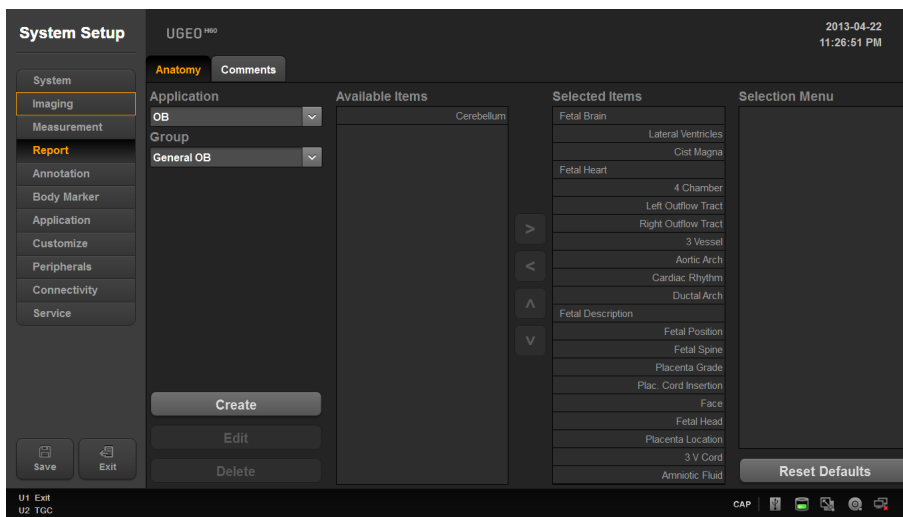 System Setup
UGEO H60
2013-04-22
11:26:51 PM
System
Imaging
Measurement
Report
Annotation
Body Marker
Application
Customize
Peripherals
Connectivity
Service
Save
Exit
Anatomy
Comments
Application
OB
Group
General OB
Create
Edit
Delete
Available Items
Cerebellum
>
<
Λ
V
Selected Items
Fetal Brain
Lateral Ventricles
Cist Magna
Fetal Heart
4 Chamber
Left Outflow Tract
Right Outflow Tract
3 Vessel
Aortic Arch
Cardiac Rhythm
Ductal Arch
Fetal Description
Fetal Position
Fetal Spine
Placenta Grade
Plac. Cord Insertion
Face
Fetal Head
Placenta Location
3 V Cord
Amniotic Fluid
Selection Menu
Reset Defaults
U1 Exit
U2 TGC
CAP